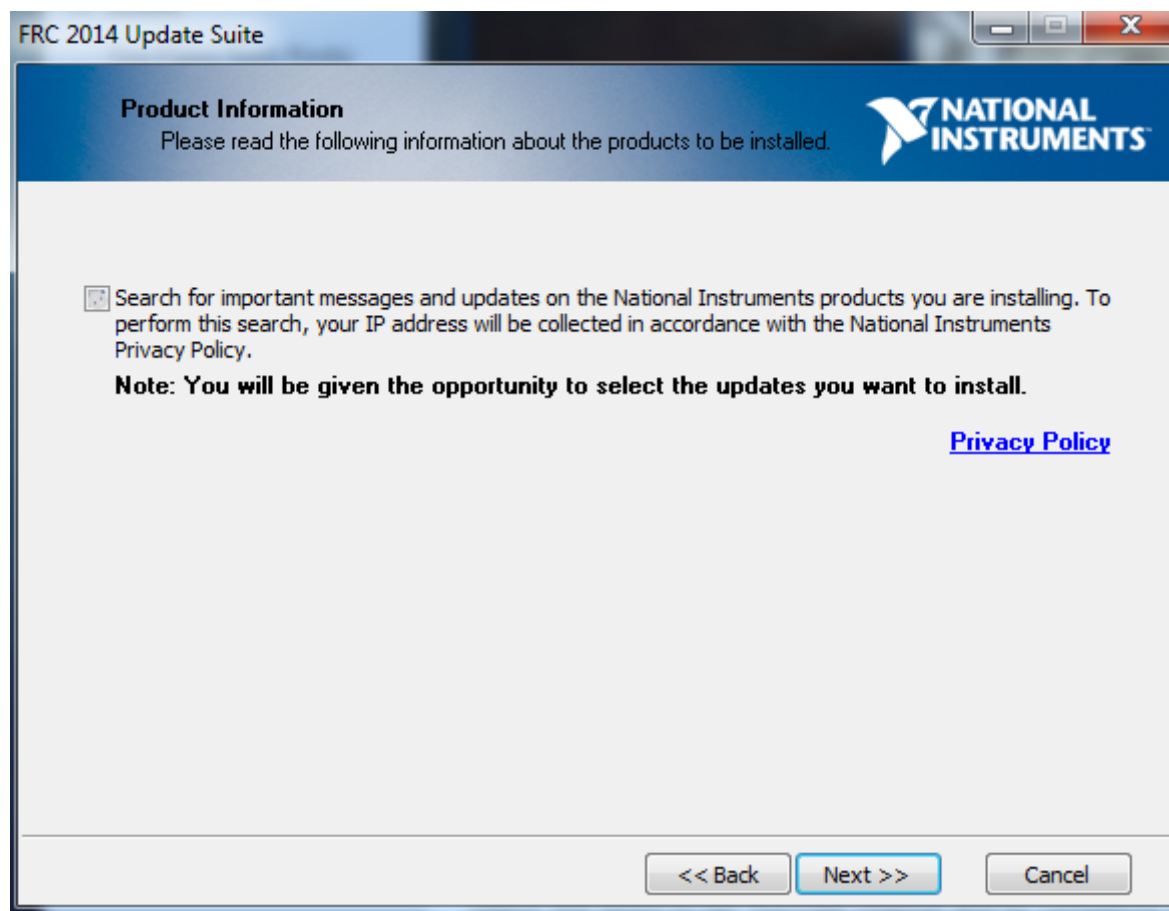 FRC 2014 Update Suite
Product Information
Please read the following information about the products to be installed.
NATIONAL
INSTRUMENTS™
Search for important messages and updates on the National Instruments products you are installing. To
perform this search, your IP address will be collected in accordance with the National Instruments
Privacy Policy.
Note: You will be given the opportunity to select the updates you want to install.
Privacy Policy
<< Back
Next >>
Cancel